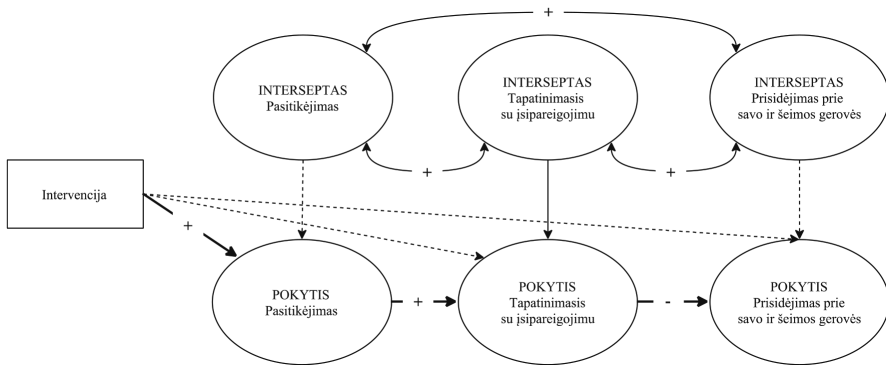 +
INTERSEPTAS
Pasitikėjimas
INTERSEPTAS
Tapatinimasis
su įsipareigojimu
INTERSEPTAS
Prisidėjimas prie
savo ir šeimos gerovės
+
+
Intervencija
+
POKYTIS
Pasitikėjimas
+
POKYTIS
Tapatinimasis
su įsipareigojimu
-
POKYTIS
Prisidėjimas prie
savo ir šeimos gerovės